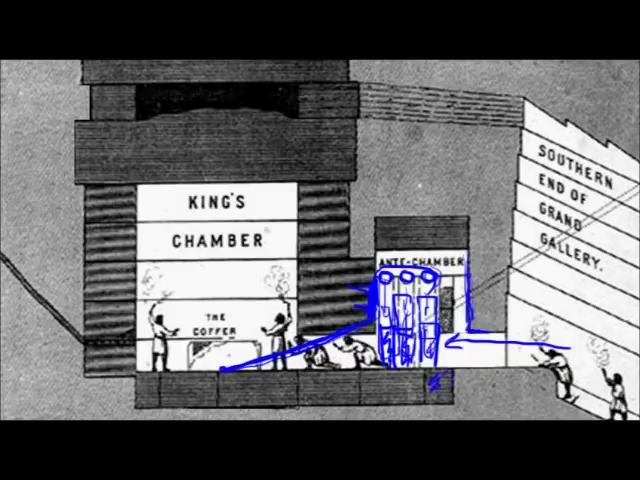 KING'S
CHAMBER
THE
COFFER
ANTE-CHAMBER
SOUTHERN
END OF
GRAND
GALLERY.